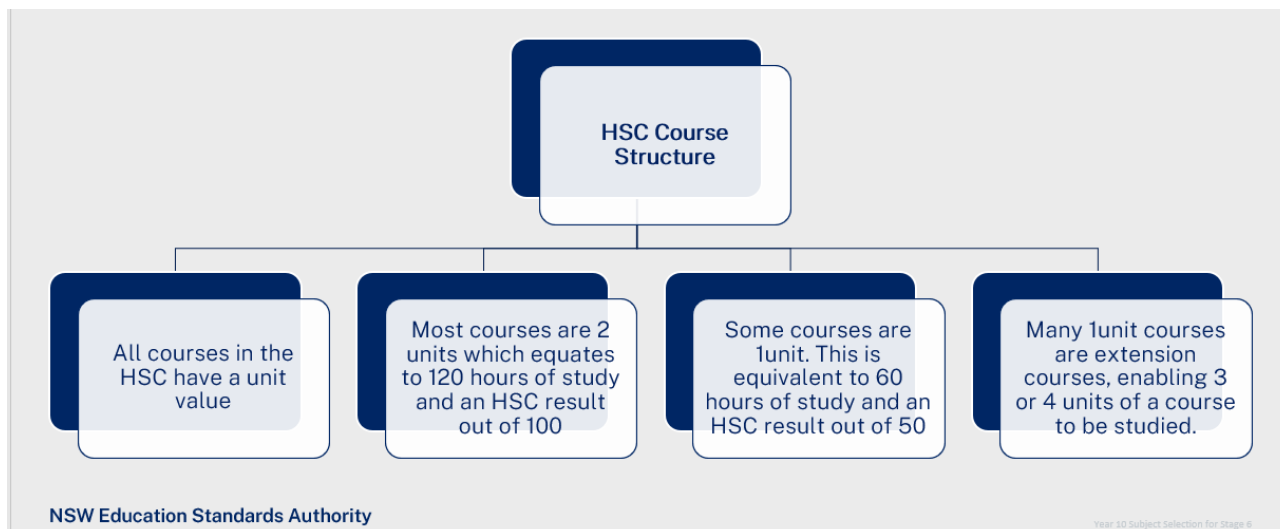 HSC Course
Structure
All courses in the
HSC have a unit
value
Most courses are 2
units which equates
to 120 hours of study
and an HSC result
out of 100
Some courses are
1unit. This is
equivalent to 60
hours of study and an
HSC result out of 50
Many 1unit courses
are extension
courses, enabling 3
or 4 units of a course
to be studied.
NSW Education Standards Authority
Year 10 Subject Selection for Stage 6